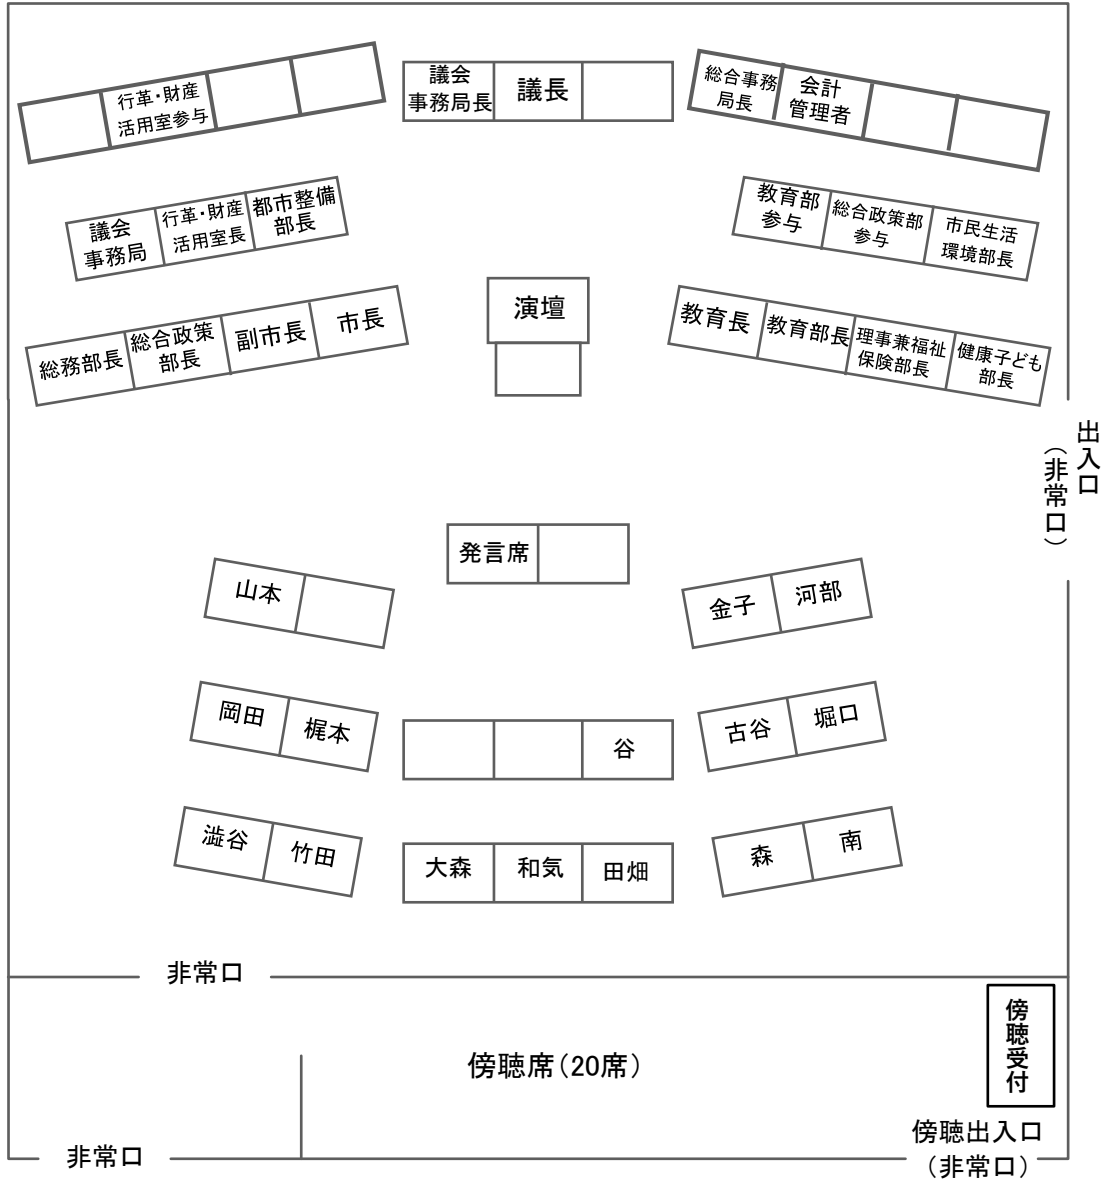 行革・財産
活用室参与
議会
事務局長
議長
総合事務
局長
会計
管理者
議会
事務局
行革・財産
活用室長
都市整備
部長
教育部
参与
総合政策部
参与
市民生活
環境部長
総務部長
総合政策
部長
副市長
市長
演壇
教育長
教育部長
理事兼福祉
保険部長
健康子ども
部長
出入口
（非常口）
発言席
山本
金子
河部
岡田
梶本
谷
古谷
堀口
澁谷
竹田
大森
和気
田畑
森
南
非常口
傍聴受付
傍聴席（20席）
非常口
傍聴出入口
（非常口）